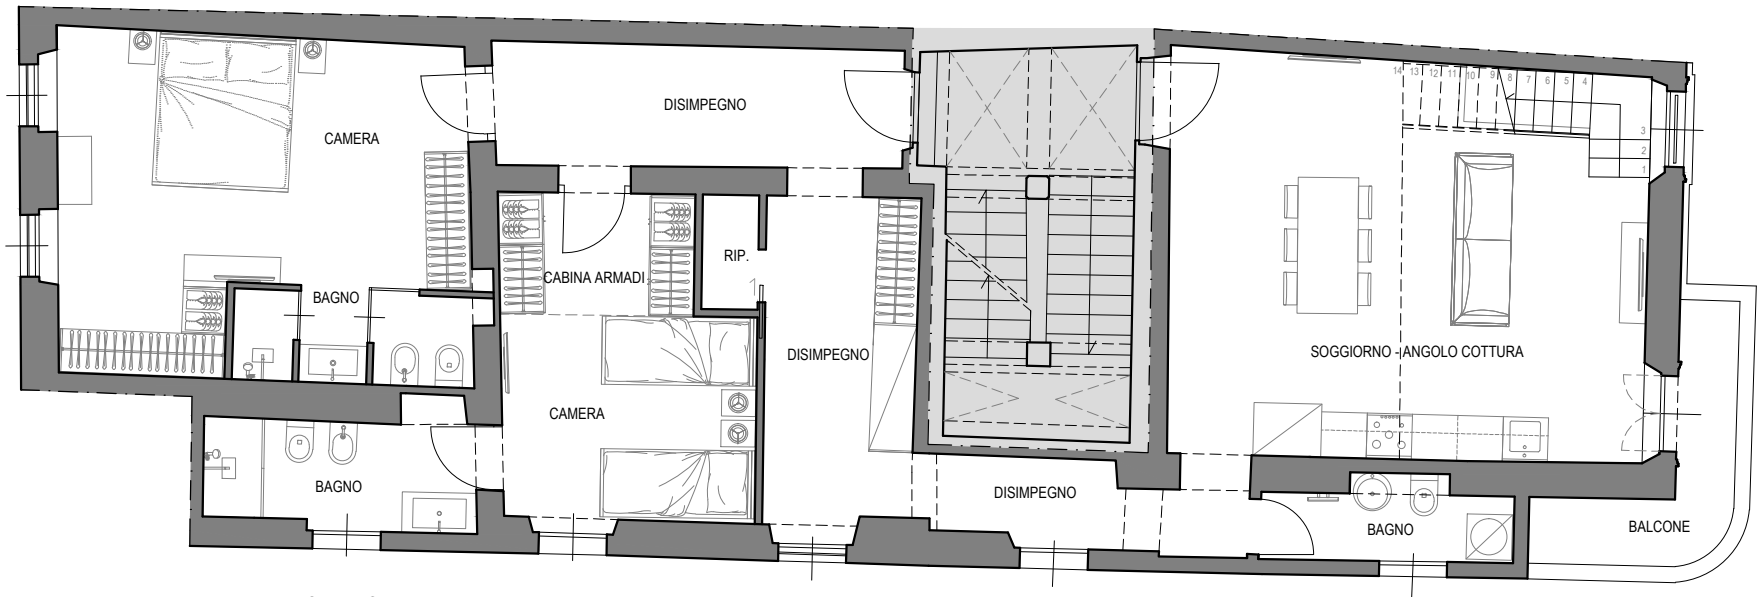 14
13
12
11
10
9
8
7
6
5
4
DISIMPEGNO
CAMERA
3
2
1
RIP.
CABINA ARMADI
BAGNO
DISIMPEGNO
SOGGIORNO - ANGOLO COTTURA
CAMERA
BAGNO
DISIMPEGNO
BAGNO
BALCONE